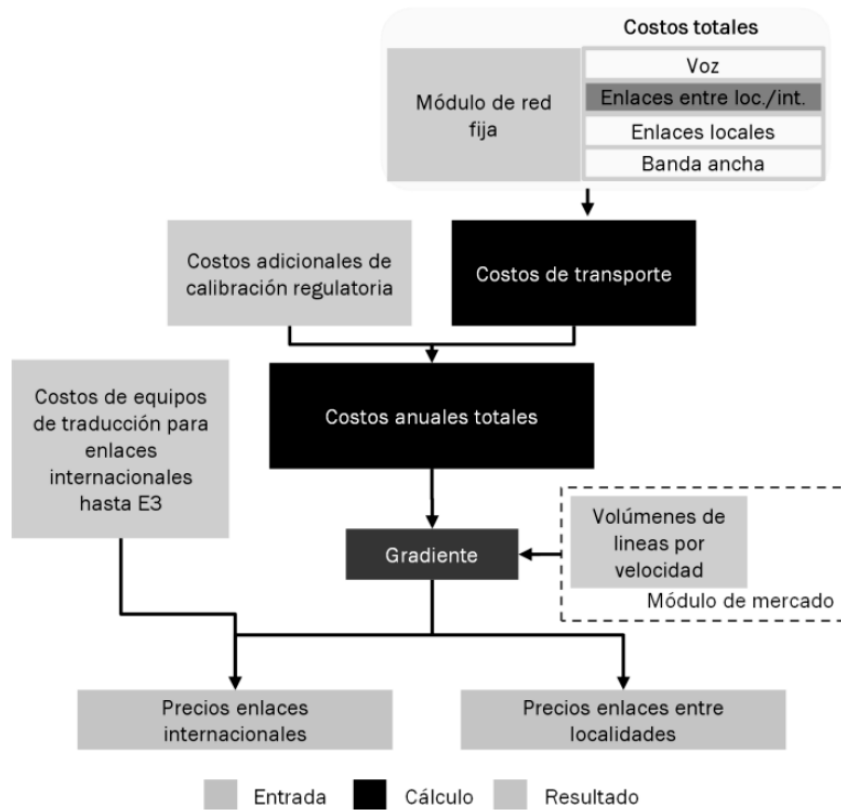 Costos totales
Módulo de red
fija
Voz
Enlaces entre loc./int.
Enlaces locales
Banda ancha
Costos adicionales de
calibración regulatoria
Costos de transporte
Costos de equipos
de traducción para
enlaces
internacionales
hasta E3
Costos anuales totales
Gradiente
Volúmenes de
lineas por
velocidad
Módulo de mercado
Precios enlaces
internacionales
Precios enlaces entre
localidades
Entrada
Cálculo
Resultado